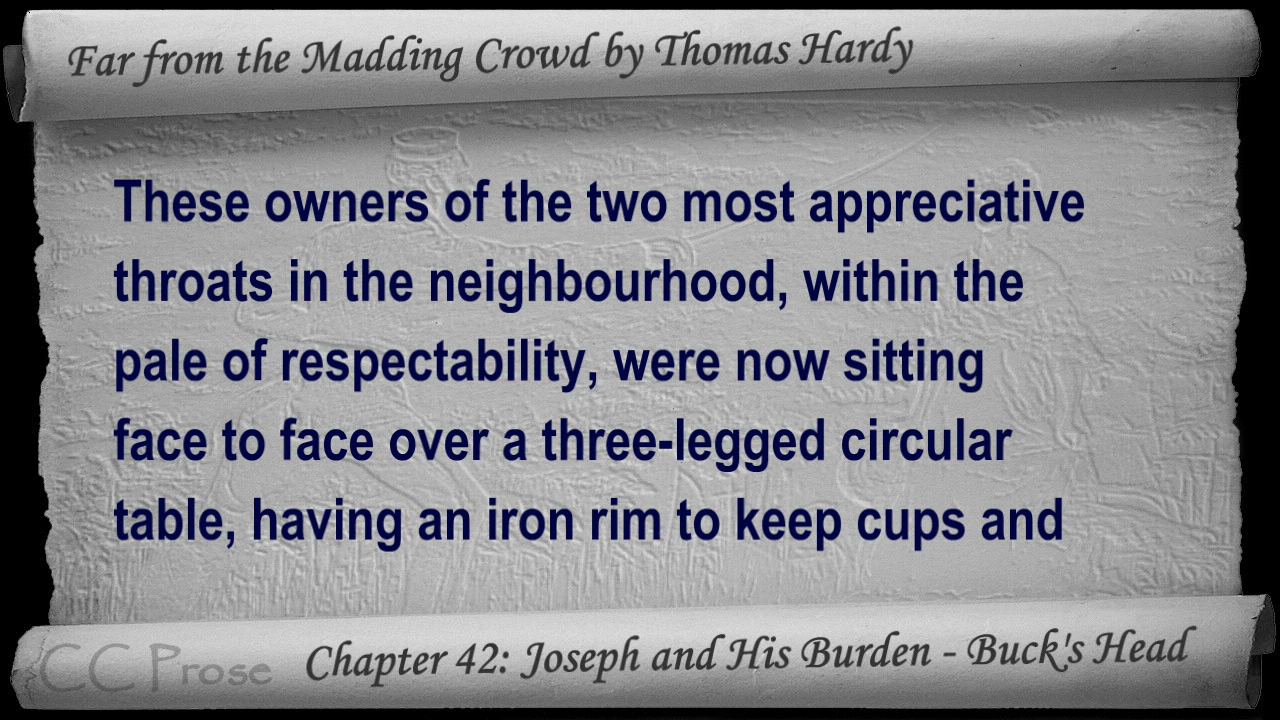 Far from the Madding Crowd by Thomas Hardy
These owners of the two most appreciative
throats in the neighbourhood, within the
pale of respectability, were now sitting
face to face over a three-legged circular
table, having an iron rim to keep cups and
CC Prose
Chapter 42: Joseph and His Burden - Buck's Head